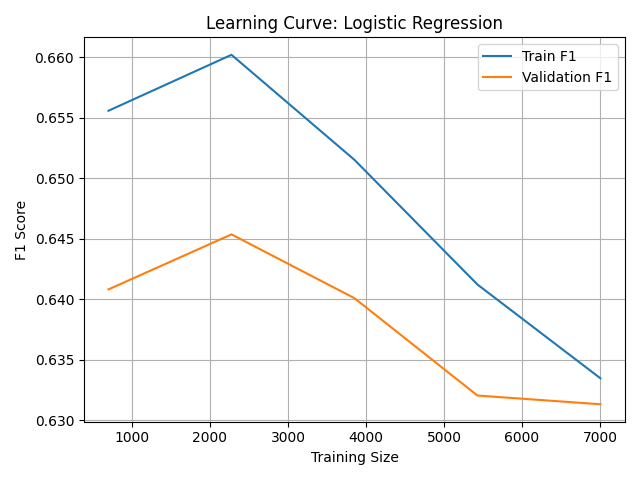 Learning Curve: Logistic Regression
Train F1
Validation F1
0.660
0.655
0.650
0.645
0.640
0.635
0.630
F1 Score
1000 2000 3000 4000 5000 6000 7000
Training Size